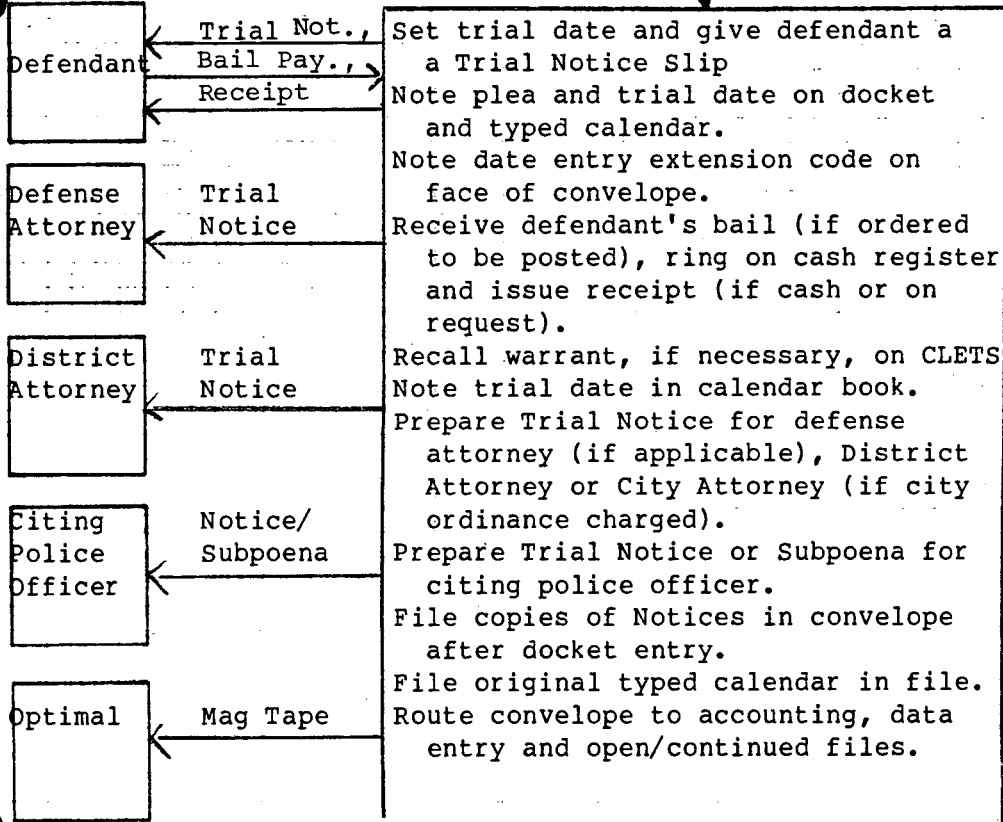 Defendant
Trial Not.,
Bail Pay.,
Receipt
Set trial date and give defendant a
a Trial Notice Slip
Note plea and trial date on docket
and typed calendar.
Note date entry extension code on
face of convelope.
Defense
Attorney
Trial
Notice
Receive defendant's bail (if ordered
to be posted), ring on cash register
and issue receipt (if cash or on
request).
District
Attorney
Trial
Notice
Recall warrant, if necessary, on CLETS
Note trial date in calendar book.
Prepare Trial Notice for defense
attorney (if applicable), District
Attorney or City Attorney (if city
ordinance charged).
Citing
Police
Officer
Notice/
Subpoena
Prepare Trial Notice or Subpoena for
citing police officer.
File copies of Notices in convelope
after docket entry.
File original typed calendar in file.
Optimal
Mag Tape
Route convelope to accounting, data
entry and open/continued files.